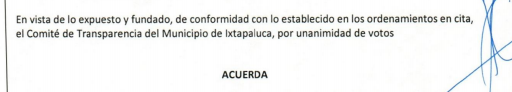 En vista de lo expuesto y fundado, de conformidad con lo establecido en los ordenamientos en cita,
el Comité de Transparencia del Municipio de Ixtapaluca, por unanimidad de votos
ACUERDA